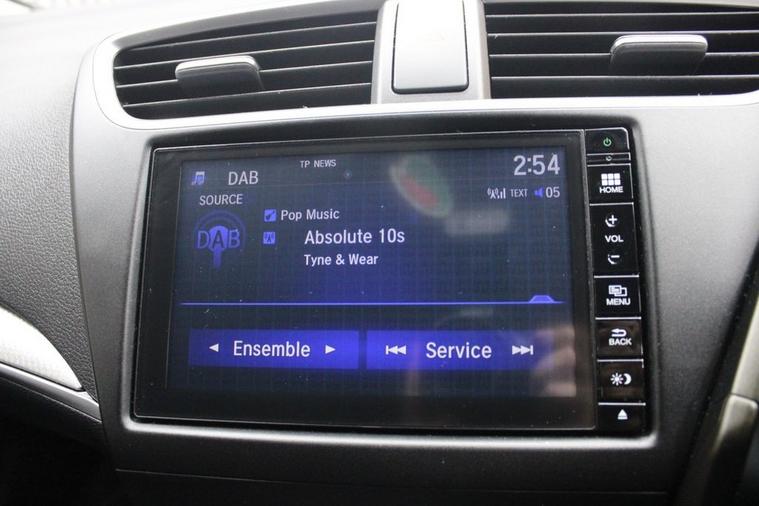 TP NEWS
2:54
DAB
TEXT 05
SOURCE
DAB
Pop Music
Absolute 10s
Tyne & Wear
Ensemble
Service
HOME
+
VOL
-
MENU
BACK